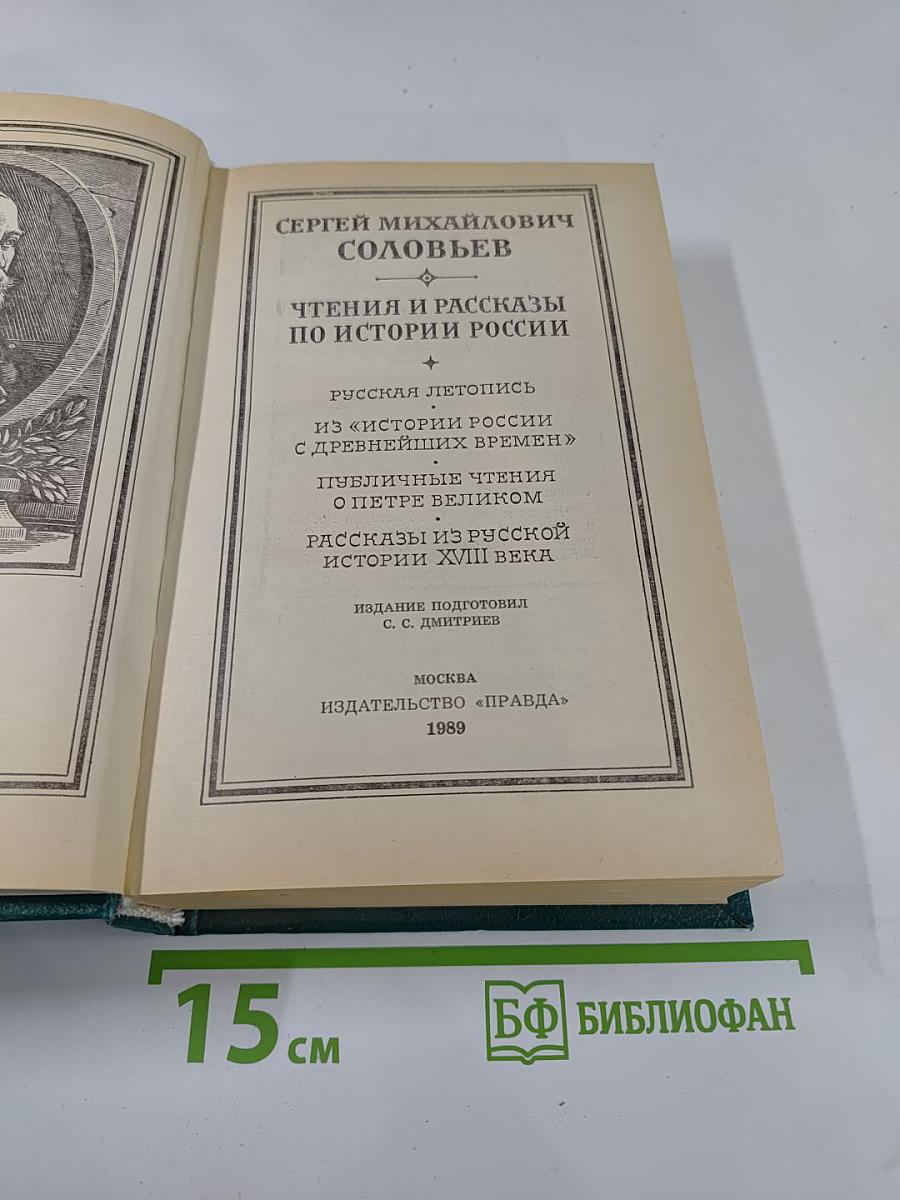 СЕРГЕЙ МИХАЙЛОВИЧ
СОЛОВЬЕВ
ЧТЕНИЯ И РАССКАЗЫ
ПО ИСТОРИИ РОССИИ
РУССКАЯ ЛЕТОПИСЬ
ИЗ «ИСТОРИИ РОССИИ
С ДРЕВНЕЙШИХ ВРЕМЕН»
ПУБЛИЧНЫЕ ЧТЕНИЯ
О ПЕТРЕ ВЕЛИКОМ
РАССКАЗЫ ИЗ РУССКОЙ
ИСТОРИИ XVIII ВЕКА
ИЗДАНИЕ ПОДГОТОВИЛ
С. С. ДМИТРИЕВ
МОСКВА
ИЗДАТЕЛЬСТВО «ПРАВДА»
1989
15 см
БФ БИБЛИОФАН